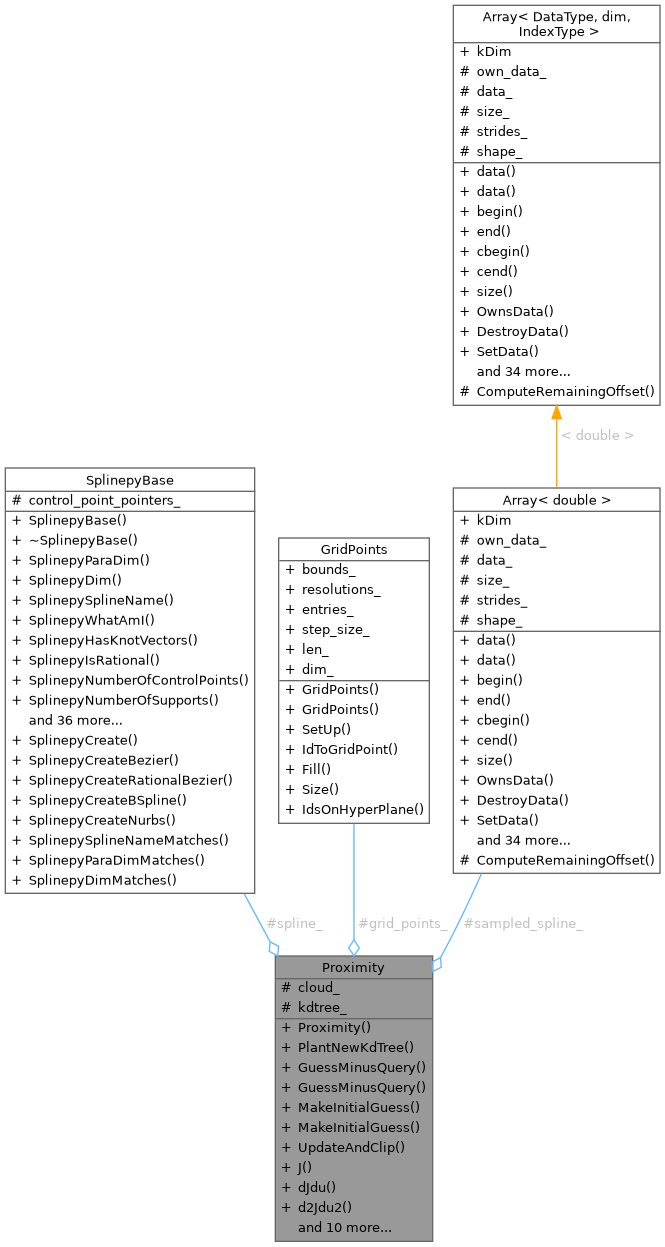 Array< DataType, dim,
IndexType >
+ kDim
# own_data_
# data_
# size_
# strides_
# shape_
+ data()
+ data()
+ begin()
+ end()
+ cbegin()
+ cend()
+ size()
+ OwnsData()
+ DestroyData()
+ SetData()
and 34 more...
# ComputeRemainingOffset()
< double >
SplinepyBase
# control_point_pointers_
+ SplinepyBase()
+ ~SplinepyBase()
+ SplinepyParaDim()
+ SplinepyDim()
+ SplinepySplineName()
+ SplinepyWhatAmI()
+ SplinepyHasKnotVectors()
+ SplinepyIsRational()
+ SplinepyNumberOfControlPoints()
+ SplinepyNumberOfSupports()
and 36 more...
+ SplinepyCreate()
+ SplinepyCreateBezier()
+ SplinepyCreateRationalBezier()
+ SplinepyCreateBSpline()
+ SplinepyCreateNurbs()
+ SplinepySplineNameMatches()
+ SplinepyParaDimMatches()
+ SplinepyDimMatches()
GridPoints
+ bounds_
+ resolutions_
+ entries_
+ step_size_
+ len_
+ dim_
+ GridPoints()
+ GridPoints()
+ SetUp()
+ IdToGridPoint()
+ Fill()
+ Size()
+ IdsOnHyperPlane()
Array< double >
+ kDim
# own_data_
# data_
# size_
# strides_
# shape_
+ data()
+ data()
+ begin()
+ end()
+ cbegin()
+ cend()
+ size()
+ OwnsData()
+ DestroyData()
+ SetData()
and 34 more...
# ComputeRemainingOffset()
#spline_
#grid_points_
#sampled_spline_
Proximity
# cloud_
# kdtree_
+ Proximity()
+ PlantNewKdTree()
+ GuessMinusQuery()
+ GuessMinusQuery()
+ MakeInitialGuess()
+ MakeInitialGuess()
+ UpdateAndClip()
+ J()
+ dJdu()
+ d2Jdu2()
and 10 more...